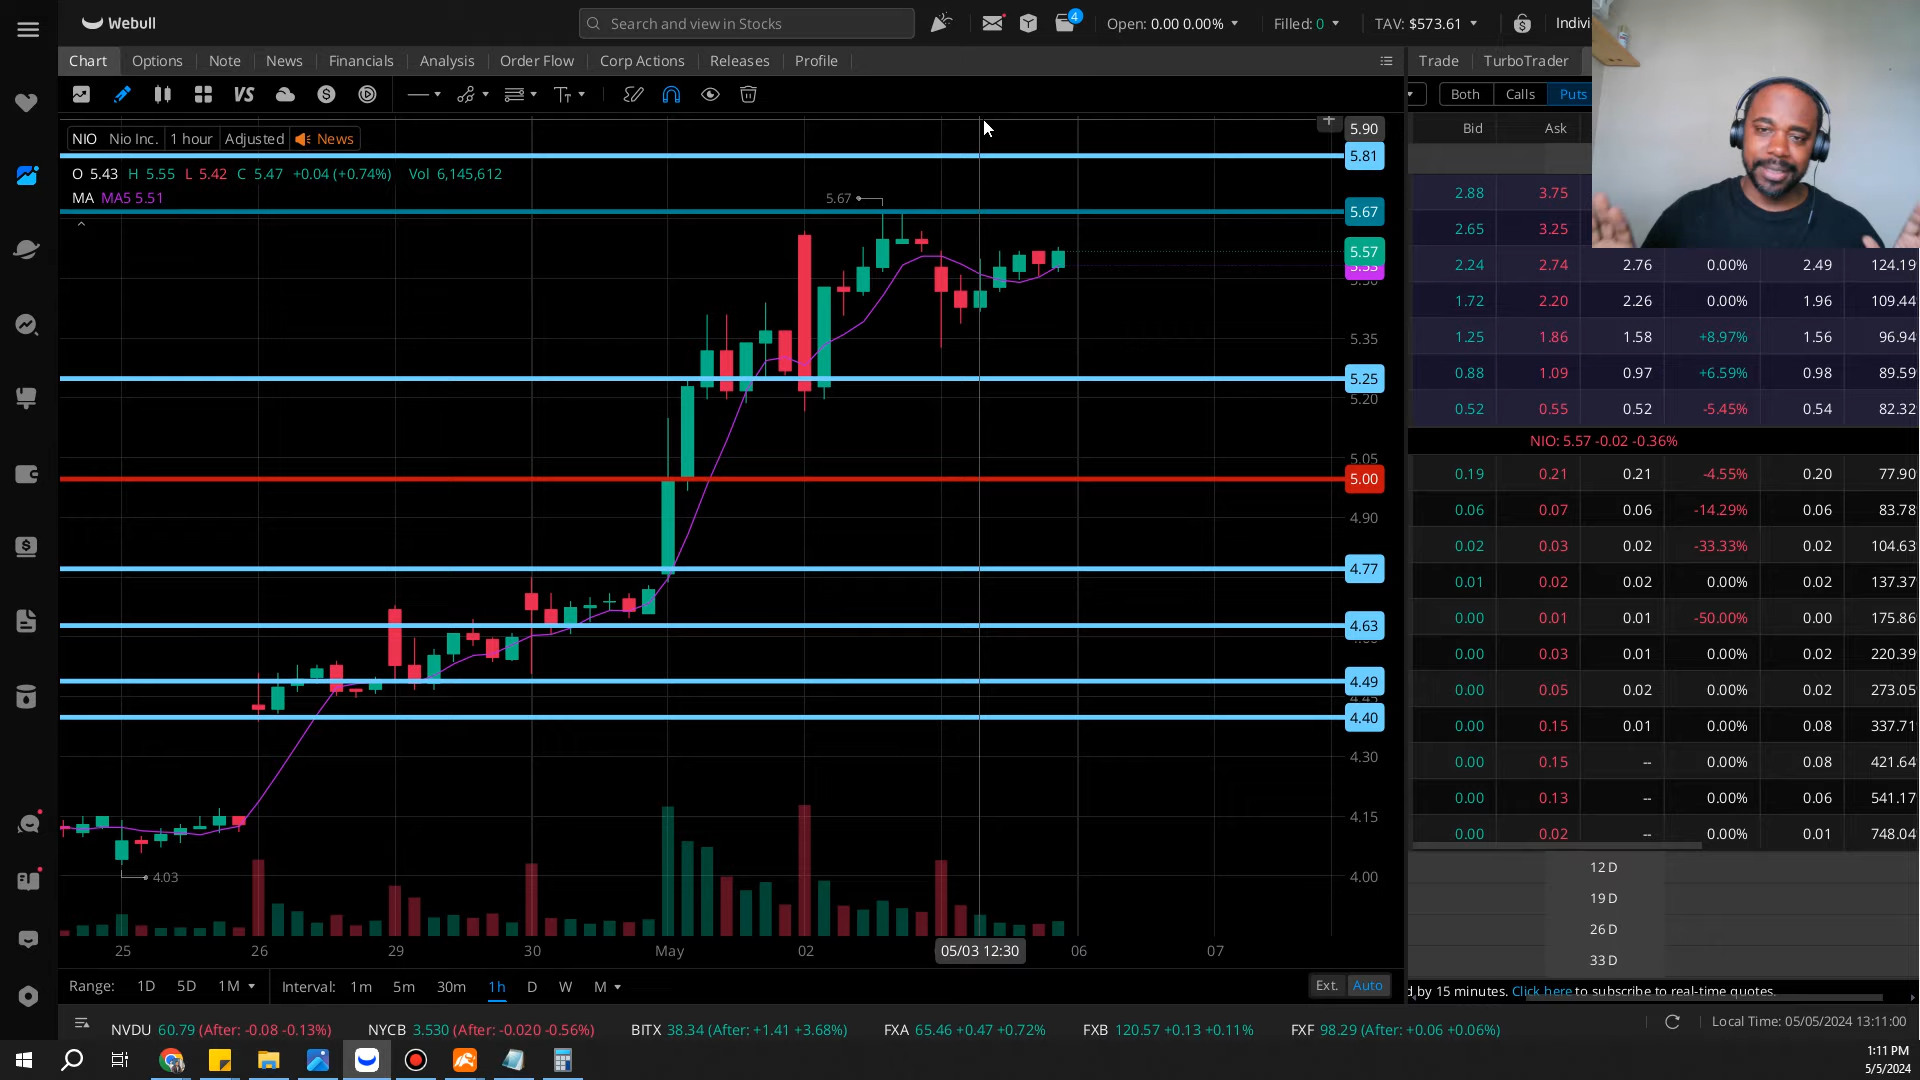 Webull
Search and view in Stocks
4
Open: 0.00 0.00%
Filled: 0
TAV: $573.61
Indivi
Chart Options Note News Financials Analysis Order Flow Corp Actions Releases Profile
Trade TurboTrader
VS
Both Calls Puts
Bid Ask
NIO Nio Inc. 1 hour Adjusted News
O 5.43 H 5.55 L 5.42 C 5.47 +0.04 (+0.74%) Vol 6,145,612
MA MA5 5.51
5.67
4.03
5.90
5.81
5.67
5.57
5.35
5.25
5.20
5.05
5.00
4.90
4.77
4.63
4.49
4.40
4.30
4.15
4.00
2.88 3.75
2.65 3.25
2.24 2.74 2.76 0.00% 2.49 124.19
1.72 2.20 2.26 0.00% 1.96 109.44
1.25 1.86 1.58 +8.97% 1.56 96.94
0.88 1.09 0.97 +6.59% 0.98 89.59
0.52 0.55 0.52 -5.45% 0.54 82.32
NIO: 5.57 -0.02 -0.36%
0.19 0.21 0.21 -4.55% 0.20 77.90
0.06 0.07 0.06 -14.29% 0.06 83.78
0.02 0.03 0.02 -33.33% 0.02 104.63
0.01 0.02 0.02 0.00% 0.02 137.37
0.00 0.01 0.01 -50.00% 0.00 175.86
0.00 0.03 0.01 0.00% 0.02 220.39
0.00 0.05 0.02 0.00% 0.02 273.05
0.00 0.15 0.01 0.00% 0.08 337.71
0.00 0.15 -- 0.00% 0.08 421.64
0.00 0.13 -- 0.00% 0.06 541.17
0.00 0.02 -- 0.00% 0.01 748.04
12 D
19 D
26 D
33 D
25 26 29 30 May 02 05/03 12:30 06 07
Range: 1D 5D 1M Interval: 1m 5m 30m 1h D W M
Ext. Auto
by 15 minutes. Click here to subscribe to real-time quotes.
NVDU 60.79 (After: -0.08 -0.13%) NYCB 3.530 (After: -0.020 -0.56%) BITX 38.34 (After: +1.41 +3.68%) FXA 65.46 +0.47 +0.72% FXB 120.57 +0.13 +0.11% FXF 98.29 (After: +0.06 +0.06%)
Local Time: 05/05/2024 13:11:00
1:11 PM
5/5/2024